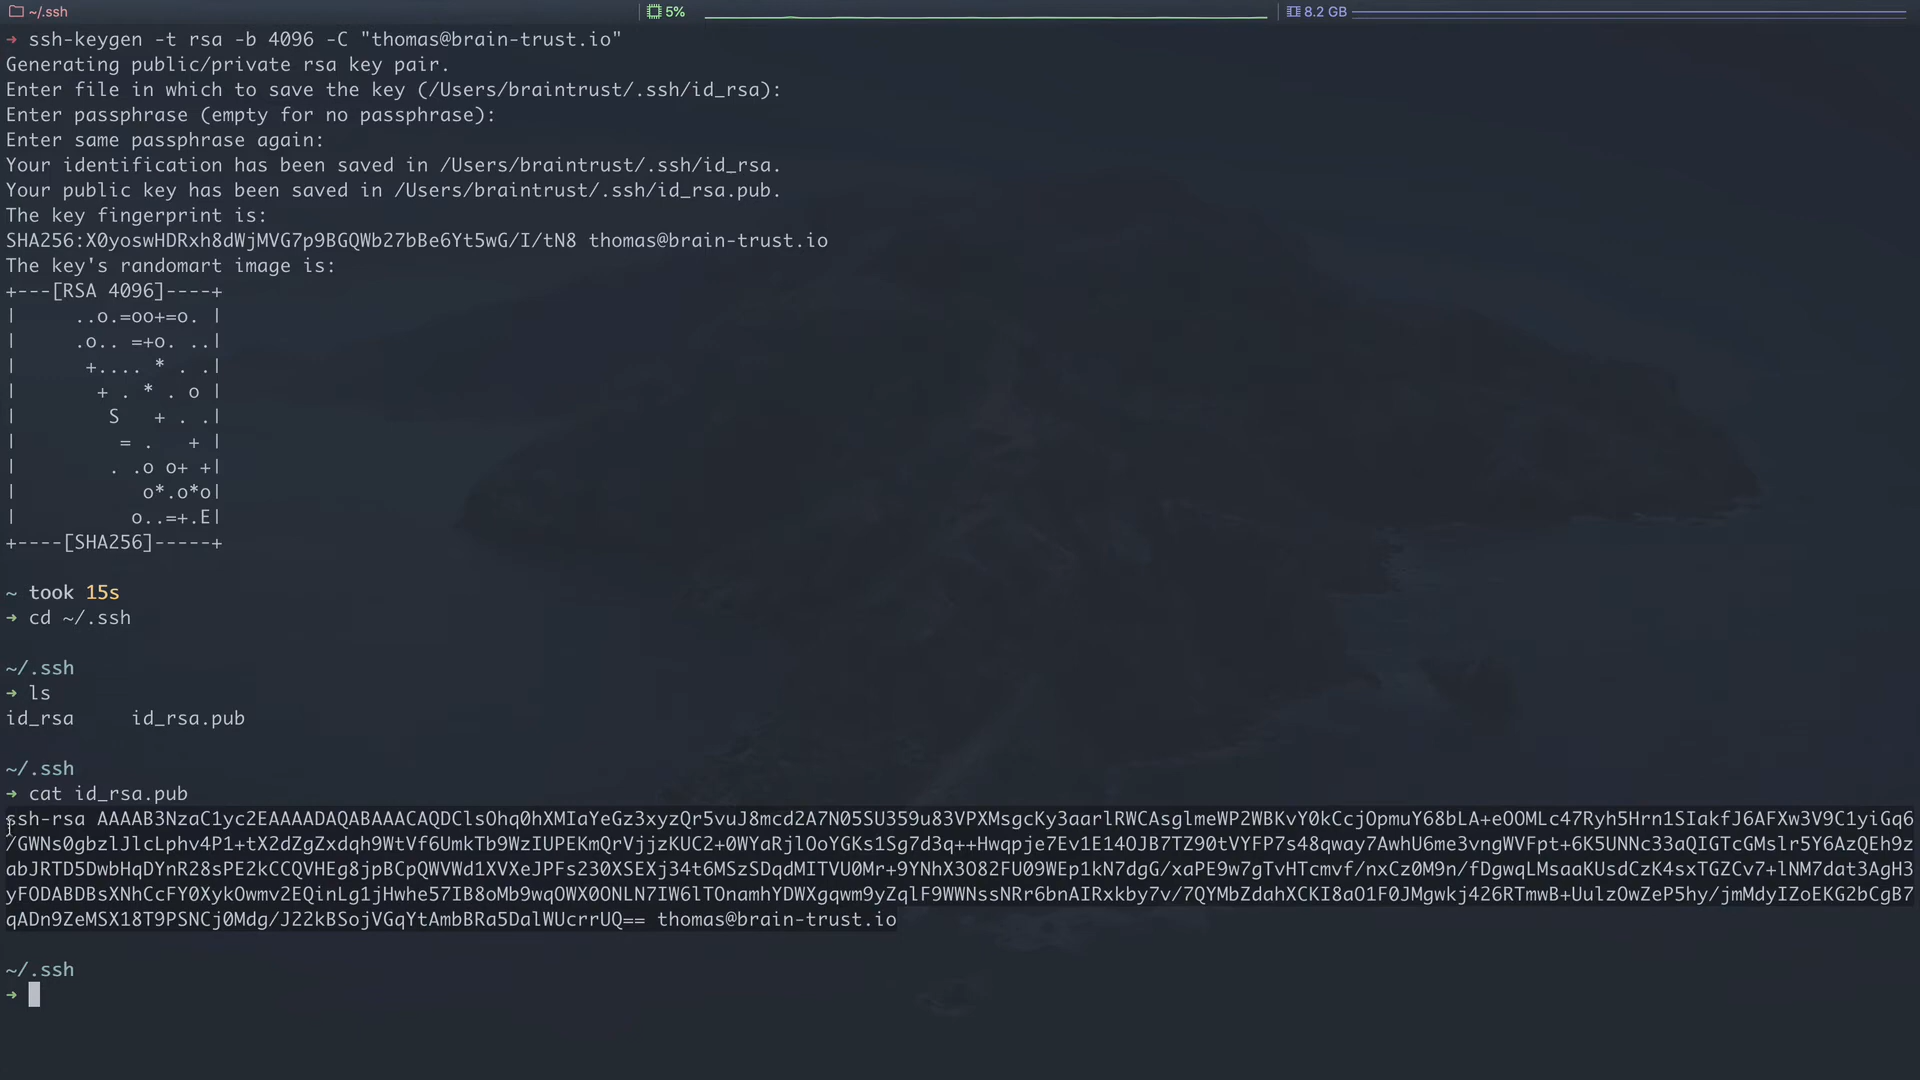 ~/.ssh 5% 8.2 GB
→ ssh-keygen -t rsa -b 4096 -C "thomas@brain-trust.io"
Generating public/private rsa key pair.
Enter file in which to save the key (/Users/braintrust/.ssh/id_rsa):
Enter passphrase (empty for no passphrase):
Enter same passphrase again:
Your identification has been saved in /Users/braintrust/.ssh/id_rsa.
Your public key has been saved in /Users/braintrust/.ssh/id_rsa.pub.
The key fingerprint is:
SHA256:X0yoswHDRxh8dWjMVG7p9BGQWb27bBe6Yt5wG/I/tN8 thomas@brain-trust.io
The key's randomart image is:
+---[RSA 4096]----+
|     ..o.=oo+=o. |
|     .o.. =+o. ..|
|      +.... * . .|
|       + . * . o |
|        S   + . .|
|         = .   + |
|        . .o o+ +|
|           o*.o*o|
|          o..=+.E|
+----[SHA256]-----+
~ took 15s
→ cd ~/.ssh
~/.ssh
→ ls
id_rsa     id_rsa.pub
~/.ssh
→ cat id_rsa.pub
ssh-rsa AAAAB3NzaC1yc2EAAAADAQABAAACAQDClsOhq0hXMIaYeGz3xyzQr5vuJ8mcd2A7N05SU359u83VPXMsgcKy3aarlRWCAsglmeWP2WBKvY0kCcjOpmuY68bLA+eOOMLc47Ryh5Hrn1SIakfJ6AFXw3V9C1yiGq6
/GWNs0gbzlJlcLphv4P1+tX2dZgZxdqh9WtVf6UmkTb9WzIUPEKmQrVjjzKUC2+0WYaRjlOoYGKs1Sg7d3q++Hwqpje7Ev1E14OJB7TZ90tVYFP7s48qway7AwhU6me3vngWVFpt+6K5UNNc33aQIGTcGMslr5Y6AzQEh9z
abJRTD5DwbHqDYnR28sPE2kCCQVHEg8jpBCpQWVWd1XVXeJPFs230XSEXj34t6MSzSDqdMITVU0Mr+9YNhX3O82FU09WEp1kN7dgG/xaPE9w7gTvHTcmvf/nxCz0M9n/fDgwqLMsaaKUsdCzK4sxTGZCv7+lNM7dat3AgH3
yFODABDBsXNhCcFY0XykOwmv2EQinLg1jHwhe57IB8oMb9wqOWX0ONLN7IW6lTOnamhYDWXgqwm9yZqlF9WWNssNRr6bnAIRxkby7v/7QYMbZdahXCKI8aO1F0JMgwkj426RTmwB+UulzOwZeP5hy/jmMdyIZoEKG2bCgB7
qADn9ZeMSX18T9PSNCj0Mdg/J22kBSojVGqYtAmbBRa5DalWUcrrUQ== thomas@brain-trust.io
~/.ssh
→